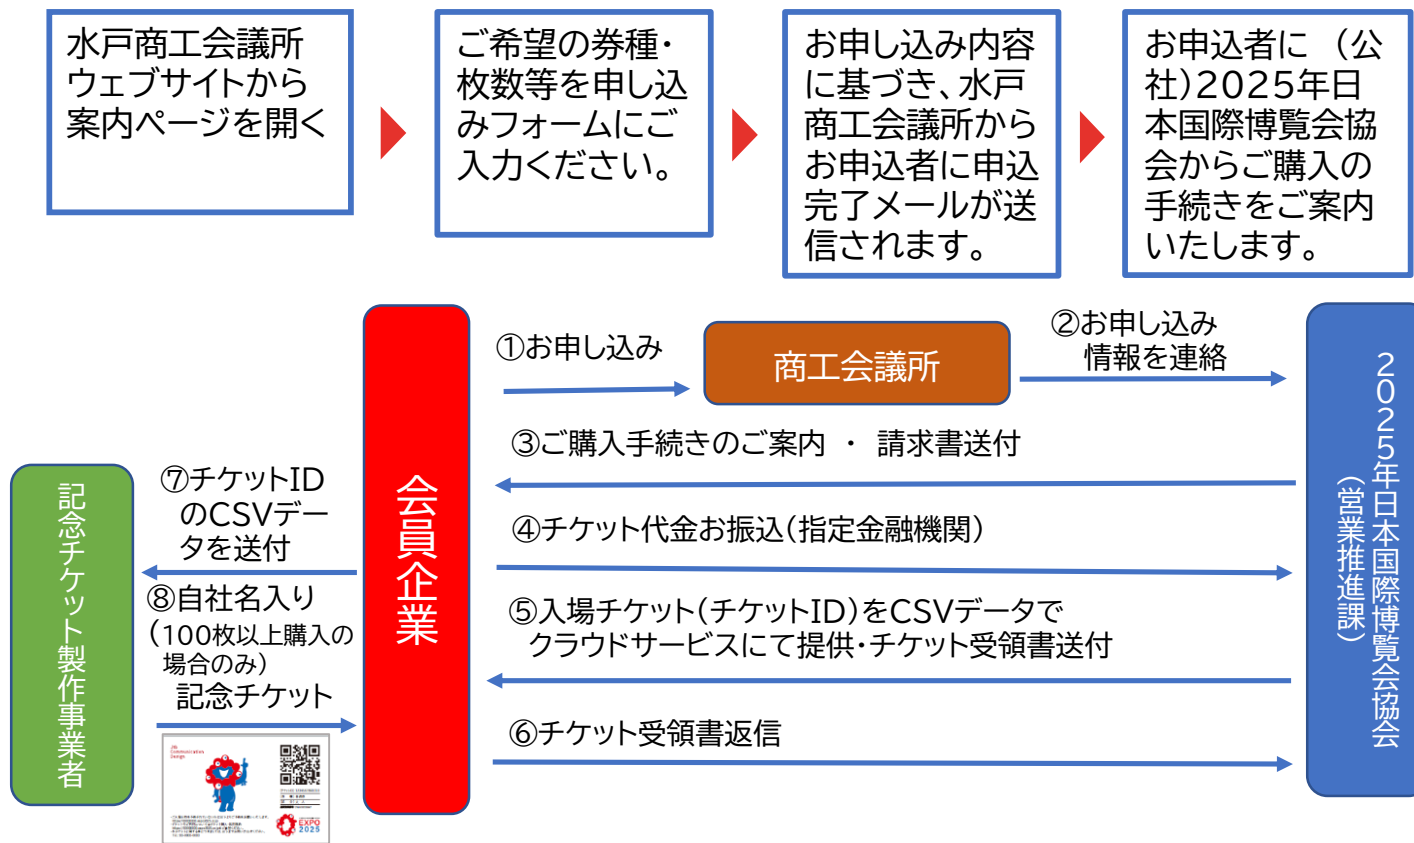 水戸商工会議所
ウェブサイトから
案内ページを開く
ご希望の券種・
枚数等を申し込
みフォームにご
入力ください。
お申し込み内容
に基づき、水戸
商工会議所から
お申込者に申込
完了メールが送
信されます。
お申込者に （公
社）2025年日
本国際博覧会協
会からご購入の
手続きをご案内
いたします。
①お申し込み
商工会議所
②お申し込み
情報を連絡
③ご購入手続きのご案内 ・ 請求書送付
④チケット代金お振込（指定金融機関）
⑤入場チケット（チケットID）をCSVデータで
クラウドサービスにて提供・チケット受領書送付
⑥チケット受領書返信
会員企業
2025年日本国際博覧会協会
（営業推進課）
⑦チケットID
のCSVデー
タを送付
⑧自社名入り
（100枚以上購入の
場合のみ）
記念チケット
記念チケット製作事業者
EXPO
2025